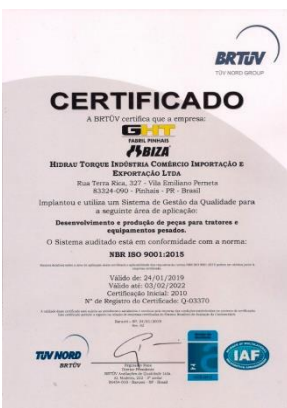 BRTÜV
TÜV NORD GROUP
CERTIFICADO
A BRTÜV certifica que a empresa:
GHT
FABRIL PINHAIS
BIZA
HIDRAU TORQUE INDÚSTRIA COMÉRCIO IMPORTAÇÃO E
EXPORTAÇÃO LTDA
Rua Terra Rica, 327 - Vila Emiliano Perneta
83324-090 - Pinhais - PR - Brasil
Implantou e utiliza um Sistema de Gestão da Qualidade para
a seguinte área de aplicação:
Desenvolvimento e produção de peças para tratores e
equipamentos pesados.
O Sistema auditado está em conformidade com a norma:
NBR ISO 9001:2015
Válido de: 24/01/2019
Válido até: 03/02/2022
Certificação Inicial: 2010
Nº de Registro do Certificado: Q-03370
TÜV NORD
BRTÜV
IAF